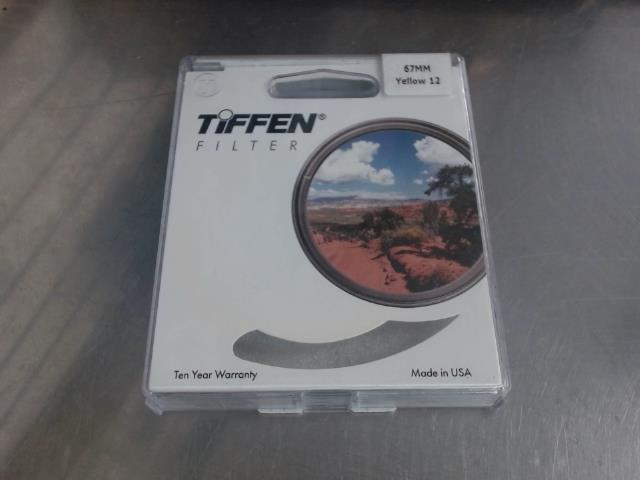 67MM
Yellow 12
TiFFEN®
FILTER
Ten Year Warranty
Made in USA